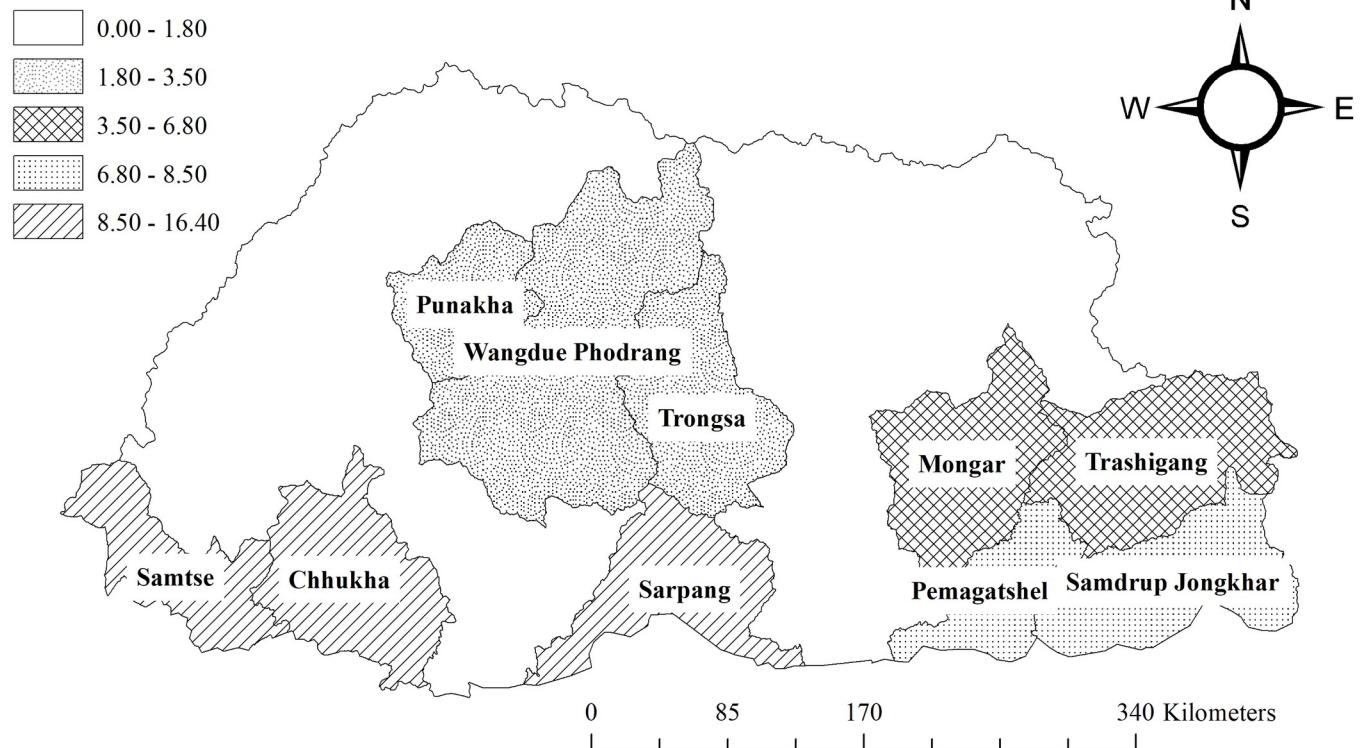 N
0.00 - 1.80
1.80 - 3.50
W E
3.50 - 6.80
6.80 - 8.50
S
8.50 - 16.40
Punakha
Wangdue Phodrang
Trongsa
Mongar
Trashigang
Samtse
Chhukha
Sarpang
Pemagatshel
Samdrup Jongkhar
0 85 170 340 Kilometers